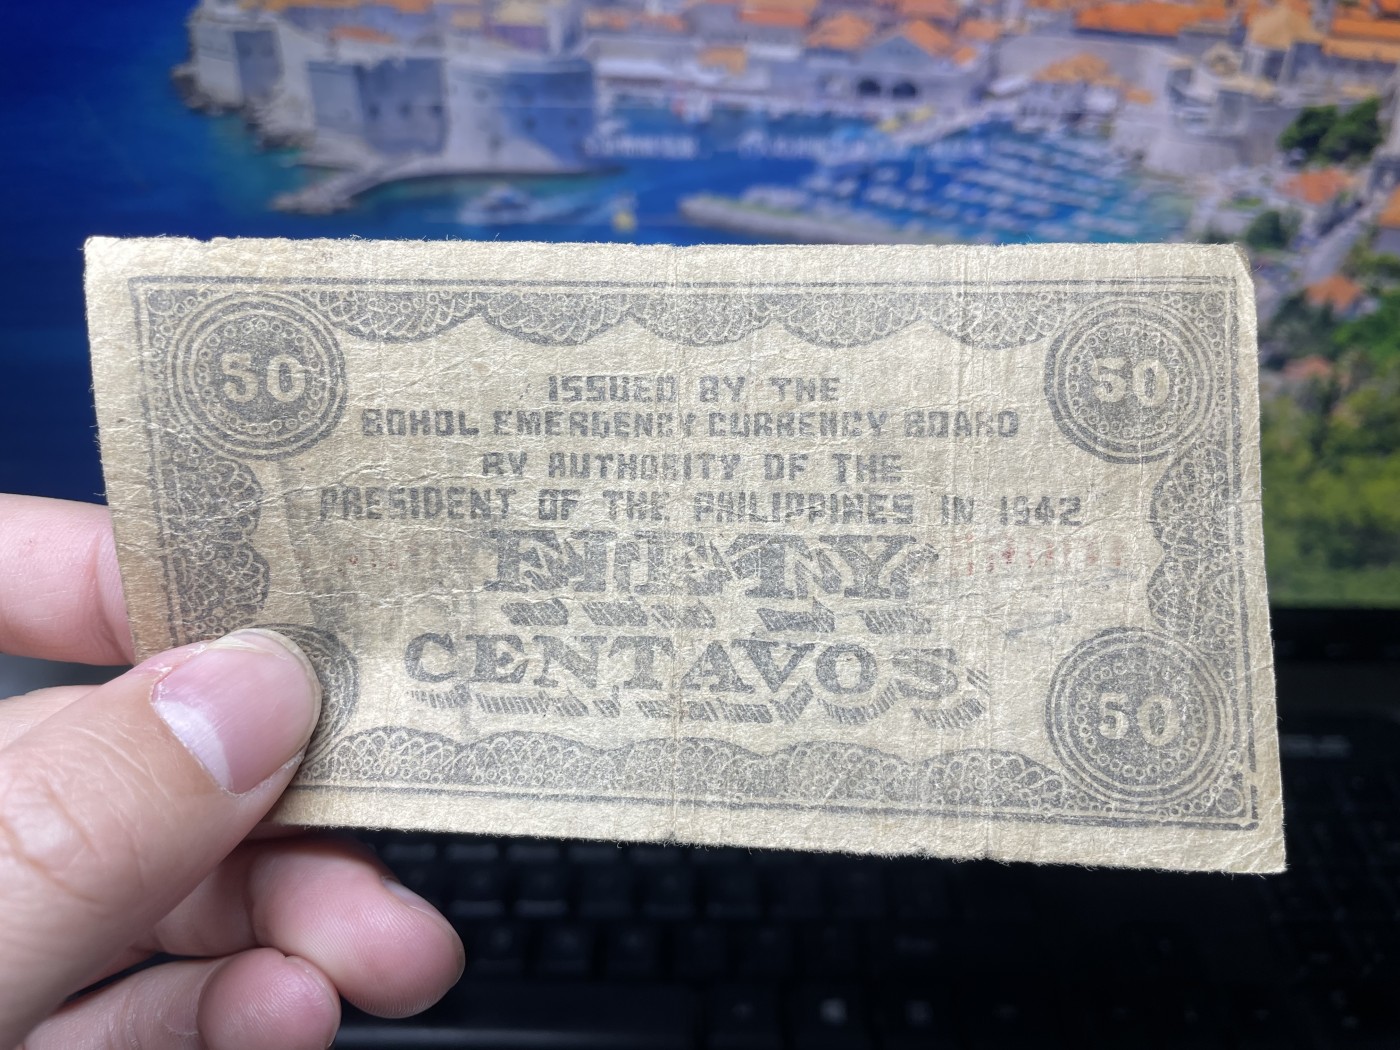 50 50
ISSUED BY THE
BOHOL EMERGENCY CURRENCY BOARD
BY AUTHORITY OF THE
PRESIDENT OF THE PHILIPPINES IN 1942
FIFTY
CENTAVOS
50